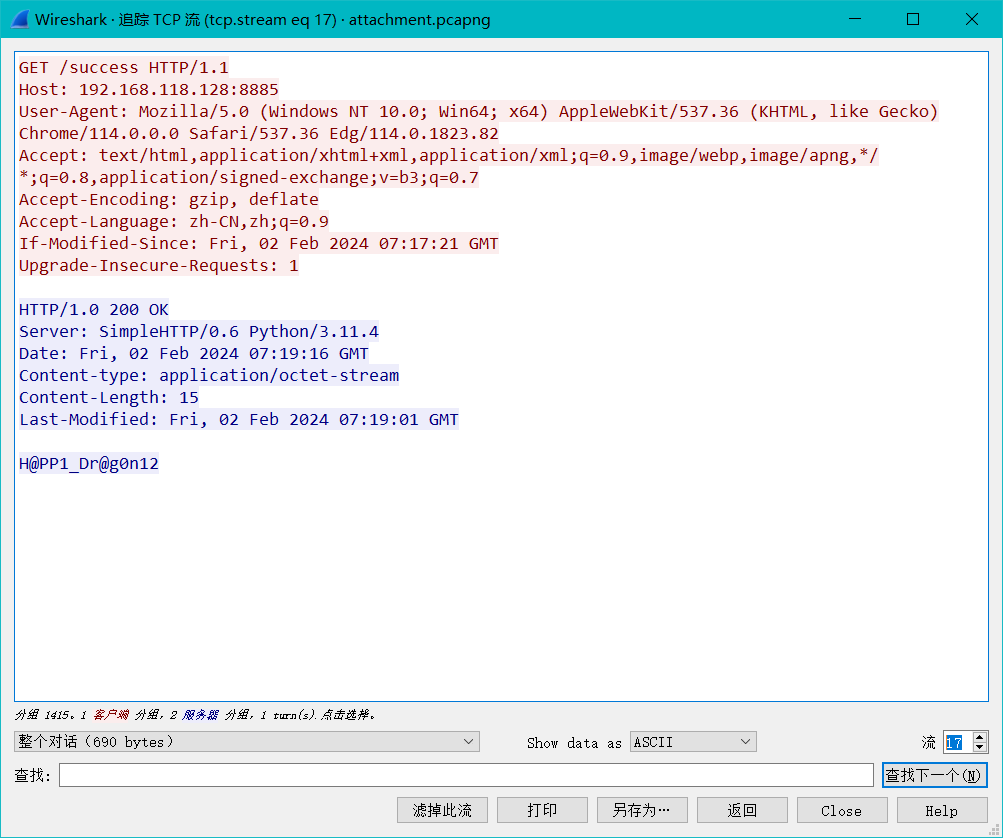 Wireshark · 追踪 TCP 流 (tcp.stream eq 17) · attachment.pcapng
GET /success HTTP/1.1
Host: 192.168.118.128:8885
User-Agent: Mozilla/5.0 (Windows NT 10.0; Win64; x64) AppleWebKit/537.36 (KHTML, like Gecko)
Chrome/114.0.0.0 Safari/537.36 Edg/114.0.1823.82
Accept: text/html,application/xhtml+xml,application/xml;q=0.9,image/webp,image/apng,*/
*;q=0.8,application/signed-exchange;v=b3;q=0.7
Accept-Encoding: gzip, deflate
Accept-Language: zh-CN,zh;q=0.9
If-Modified-Since: Fri, 02 Feb 2024 07:17:21 GMT
Upgrade-Insecure-Requests: 1
HTTP/1.0 200 OK
Server: SimpleHTTP/0.6 Python/3.11.4
Date: Fri, 02 Feb 2024 07:19:16 GMT
Content-type: application/octet-stream
Content-Length: 15
Last-Modified: Fri, 02 Feb 2024 07:19:01 GMT
H@PP1_Dr@g0n12
分组 1415。1 客户端 分组，2 服务器 分组，1 turn(s). 点击选择。
整个对话（690 bytes） Show data as ASCII 流 17
查找: 查找下一个(N)
滤掉此流 打印 另存为… 返回 Close Help